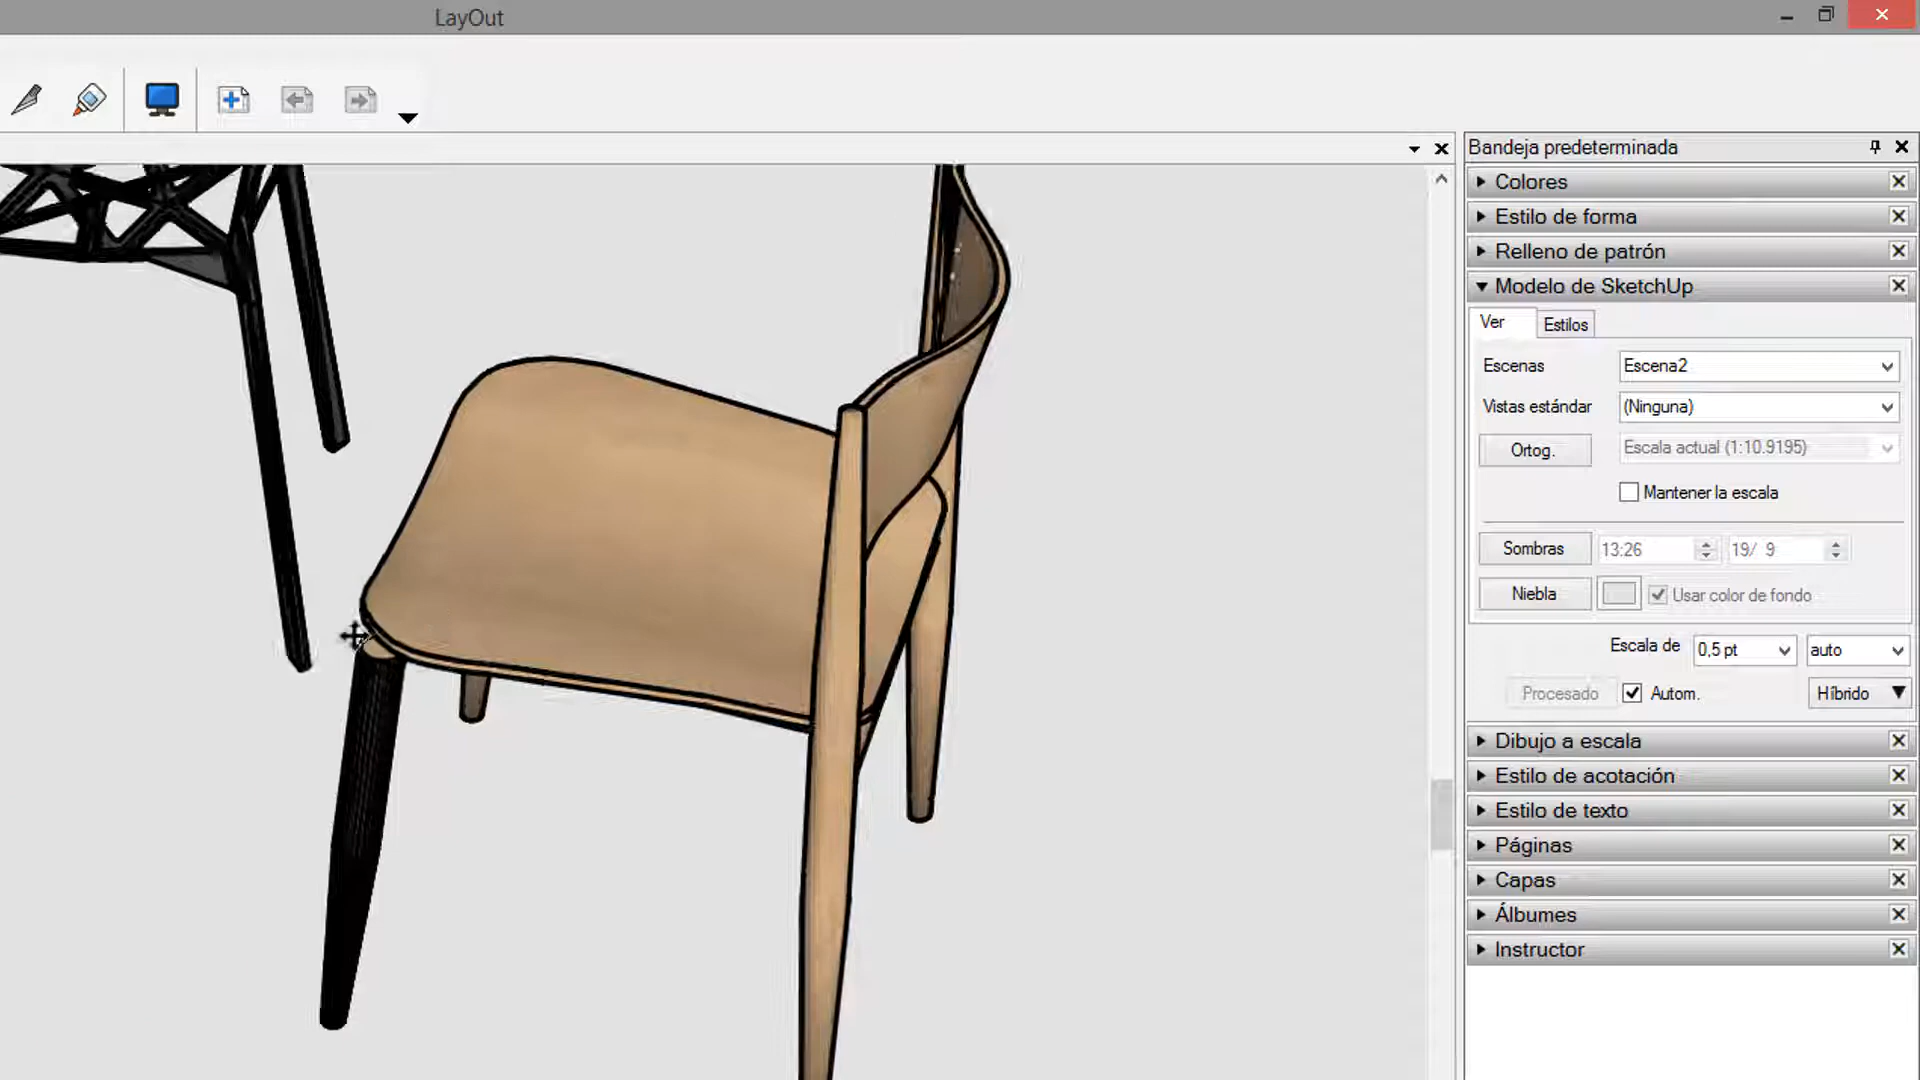 LayOut
Bandeja predeterminada
Colores
Estilo de forma
Relleno de patrón
Modelo de SketchUp
Ver Estilos
Escenas Escena2
Vistas estándar (Ninguna)
Ortog. Escala actual (1:10.9195)
Mantener la escala
Sombras 13:26 19/ 9
Niebla Usar color de fondo
Escala de 0,5 pt auto
Procesado Autom. Híbrido
Dibujo a escala
Estilo de acotación
Estilo de texto
Páginas
Capas
Álbumes
Instructor